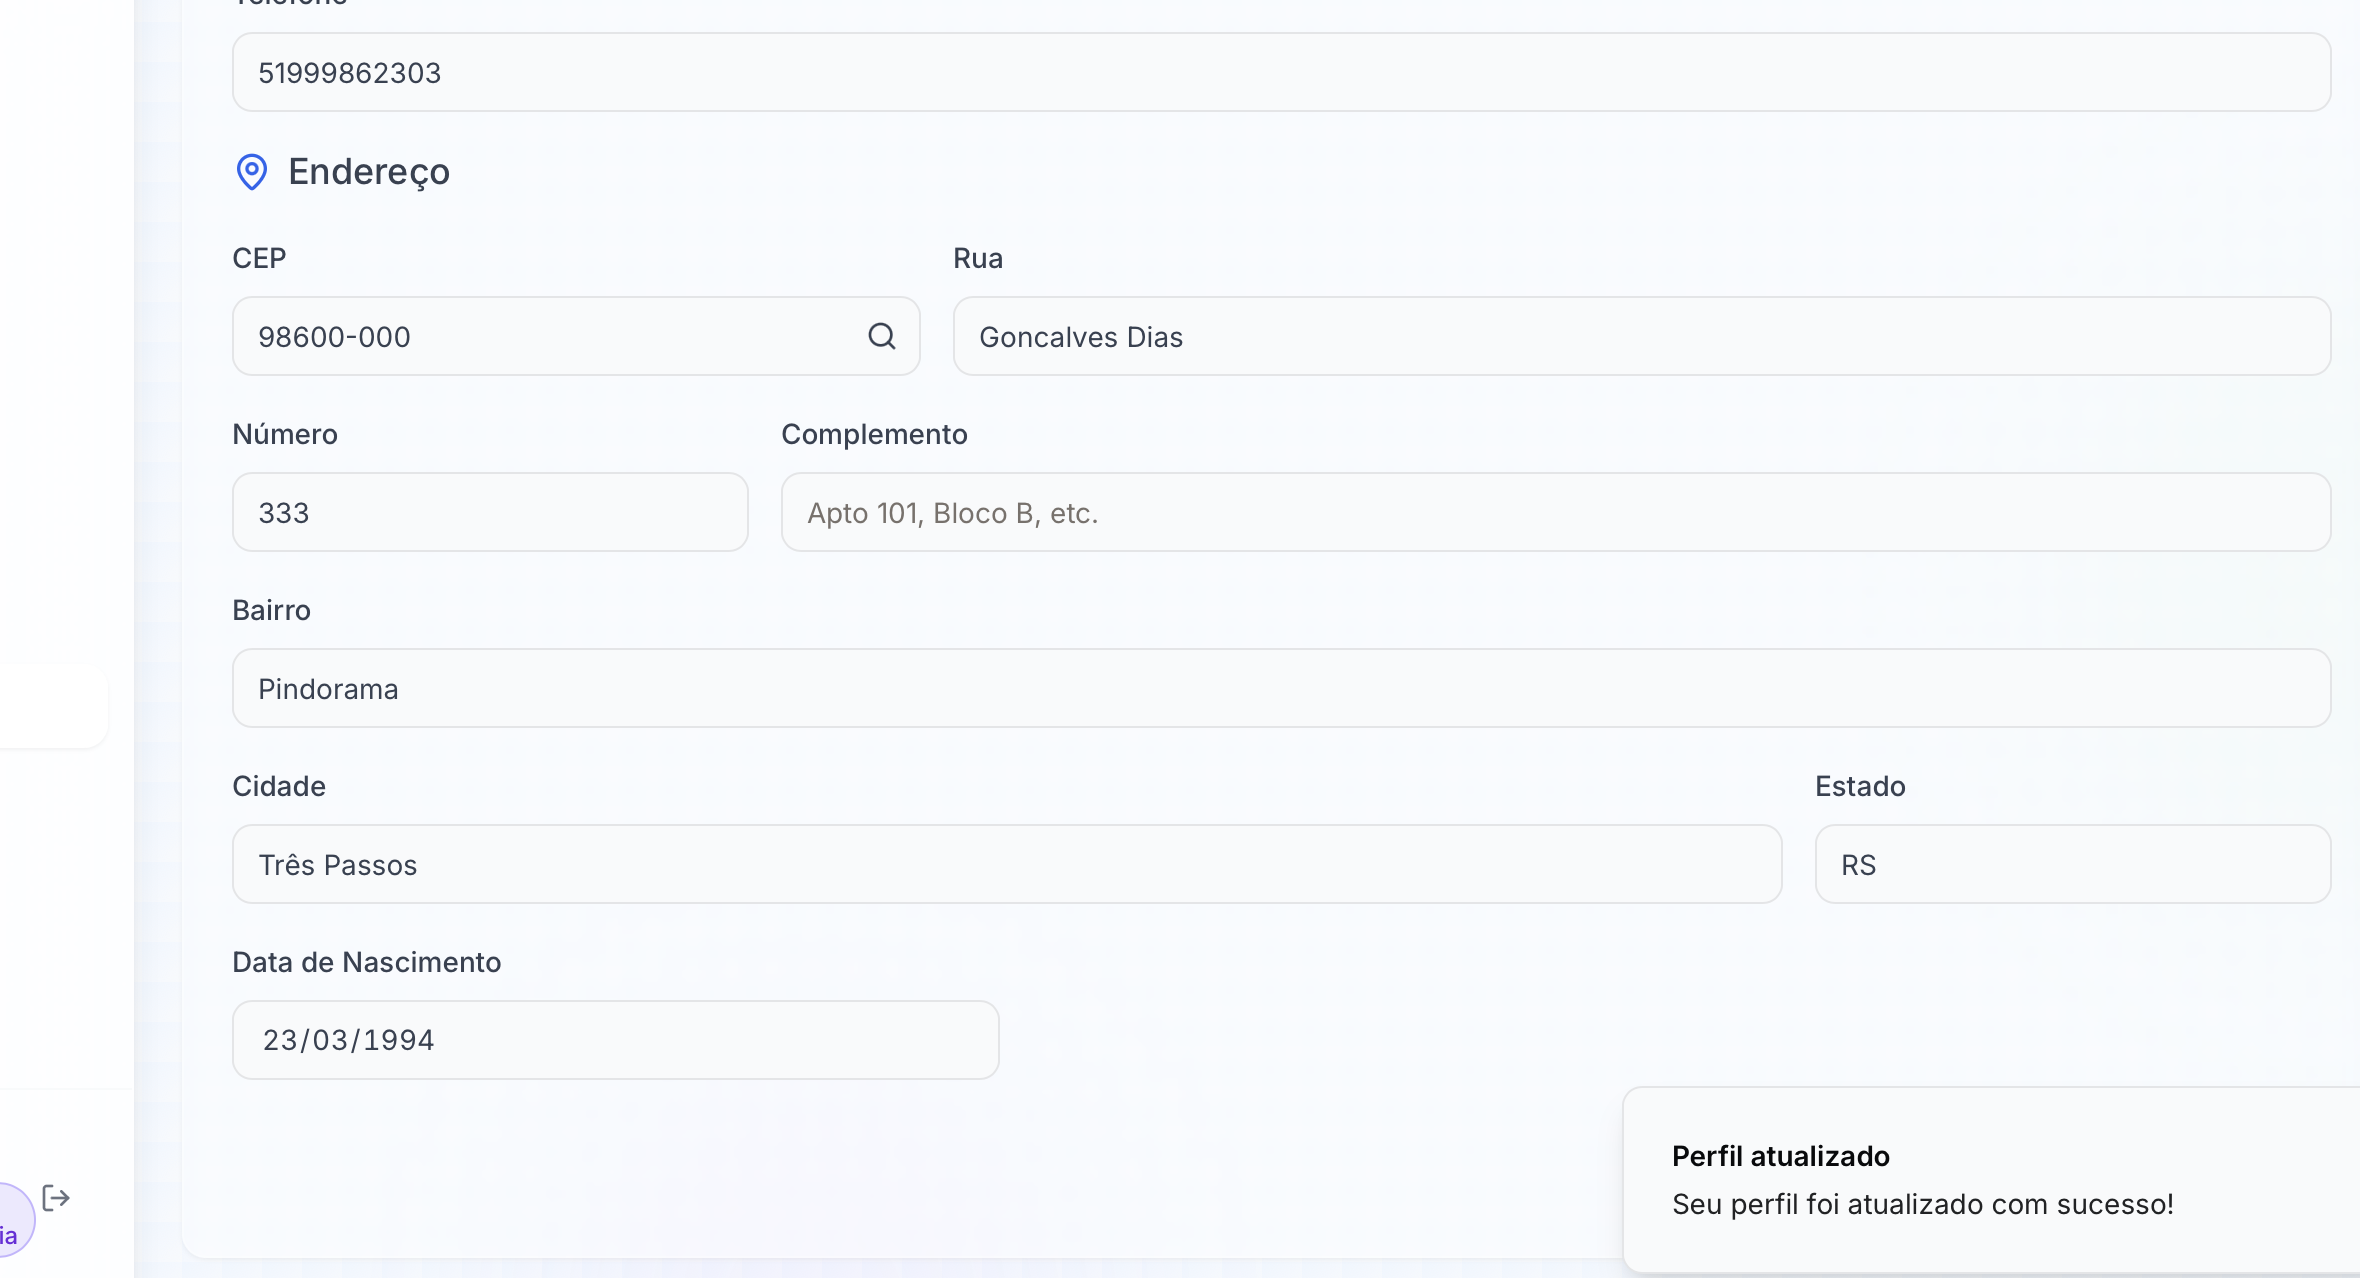 Telefone
51999862303
Endereço
CEP
Rua
98600-000
Goncalves Dias
Número
Complemento
333
Apto 101, Bloco B, etc.
Bairro
Pindorama
Cidade
Estado
Três Passos
RS
Data de Nascimento
23/03/1994
Perfil atualizado
Seu perfil foi atualizado com sucesso!
ia